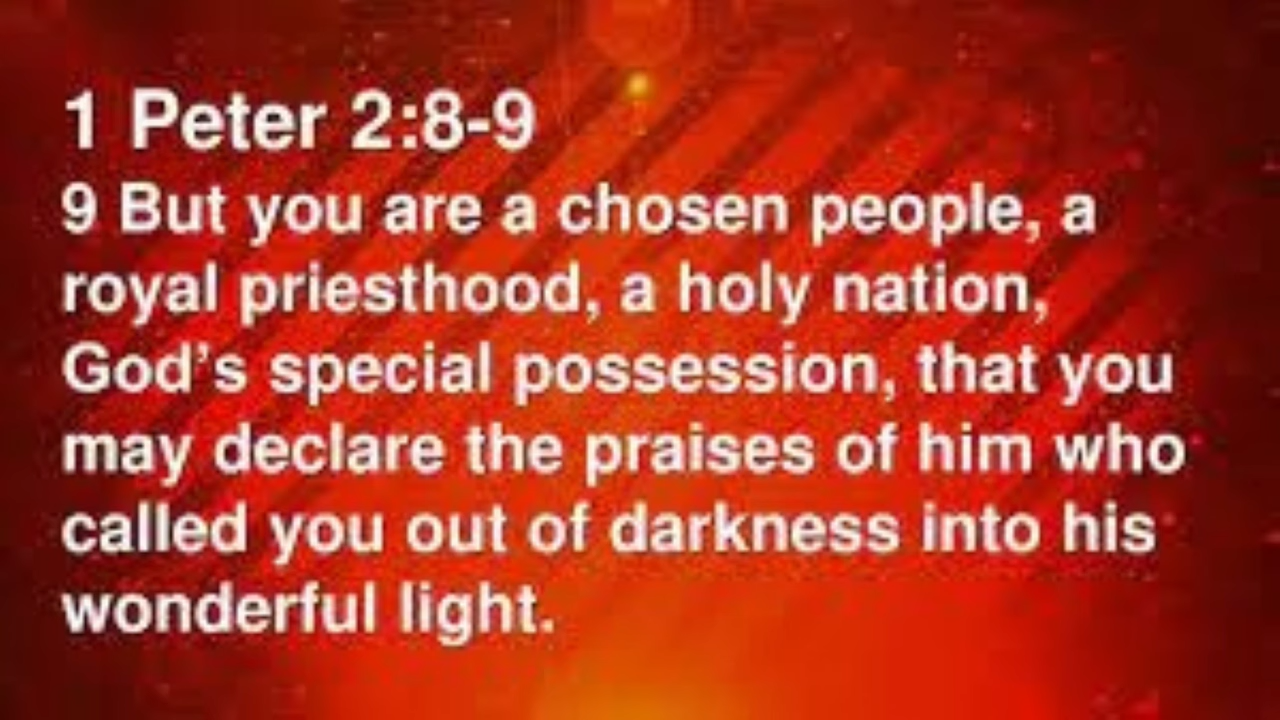 1 Peter 2:8-9
9 But you are a chosen people, a
royal priesthood, a holy nation,
God’s special possession, that you
may declare the praises of him who
called you out of darkness into his
wonderful light.